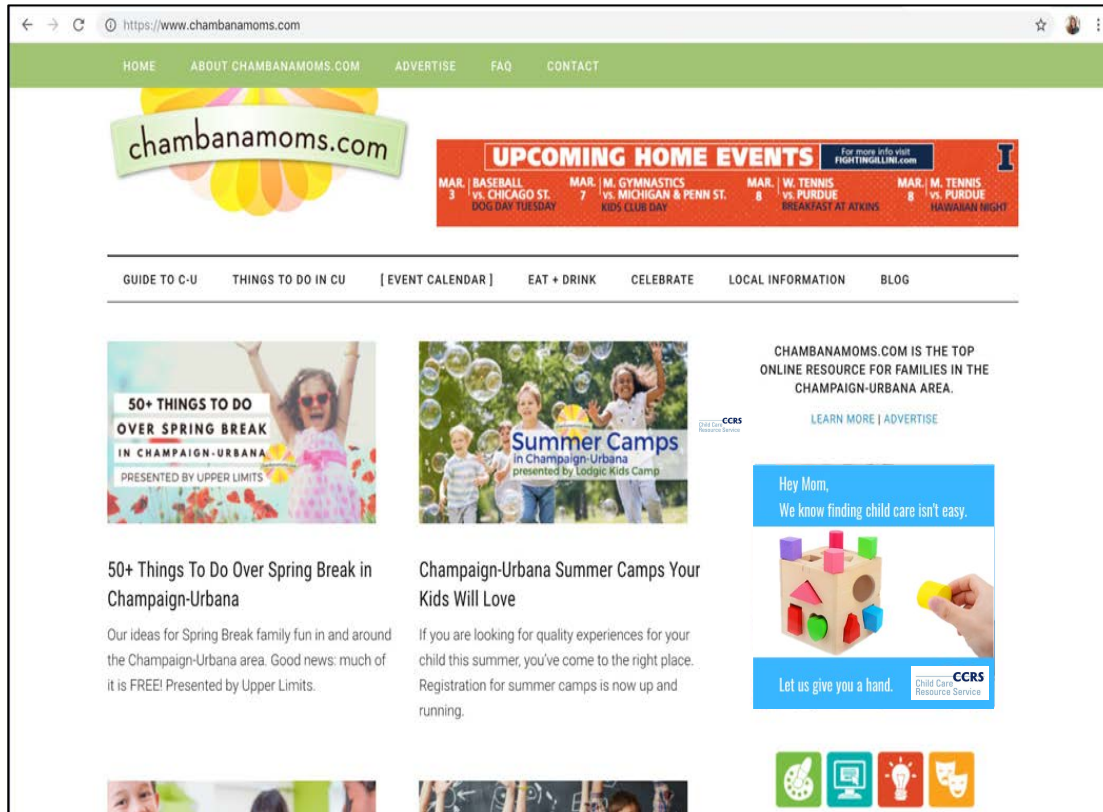 https://www.chambanamoms.com
HOME ABOUT CHAMBANAMOMS.COM ADVERTISE FAQ CONTACT
chambanamoms.com
UPCOMING HOME EVENTS
For more info visit
FIGHTINGILLINI.com
I
MAR. 3 BASEBALL
vs. CHICAGO ST.
DOG DAY TUESDAY
MAR. 7 M. GYMNASTICS
vs. MICHIGAN & PENN ST.
KIDS CLUB DAY
MAR. 8 W. TENNIS
vs. PURDUE
BREAKFAST AT ATKINS
MAR. 8 M. TENNIS
vs. PURDUE
HAWAIIAN NIGHT
GUIDE TO C-U THINGS TO DO IN CU [ EVENT CALENDAR ] EAT + DRINK CELEBRATE LOCAL INFORMATION BLOG
50+ THINGS TO DO
OVER SPRING BREAK
IN CHAMPAIGN-URBANA
PRESENTED BY UPPER LIMITS
50+ Things To Do Over Spring Break in
Champaign-Urbana
Our ideas for Spring Break family fun in and around
the Champaign-Urbana area. Good news: much of
it is FREE! Presented by Upper Limits.
Summer Camps
in Champaign-Urbana
presented by Lodgic Kids Camp
Champaign-Urbana Summer Camps Your
Kids Will Love
If you are looking for quality experiences for your
child this summer, you've come to the right place.
Registration for summer camps is now up and
running.
CCRS
Child Care
Resource Service
CHAMBANAMOMS.COM IS THE TOP
ONLINE RESOURCE FOR FAMILIES IN THE
CHAMPAIGN-URBANA AREA.
LEARN MORE | ADVERTISE
Hey Mom,
We know finding child care isn't easy.
Let us give you a hand.
CCRS
Child Care
Resource Service